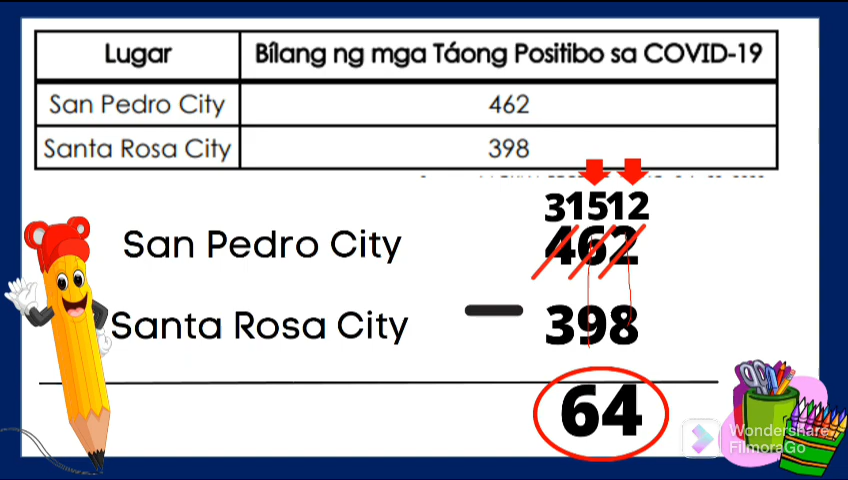 Lugar Bílang ng mga Táong Positibo sa COVID-19
San Pedro City 462
Santa Rosa City 398
31512
San Pedro City 462
Santa Rosa City — 398
64
Wondershare
FilmoraGo